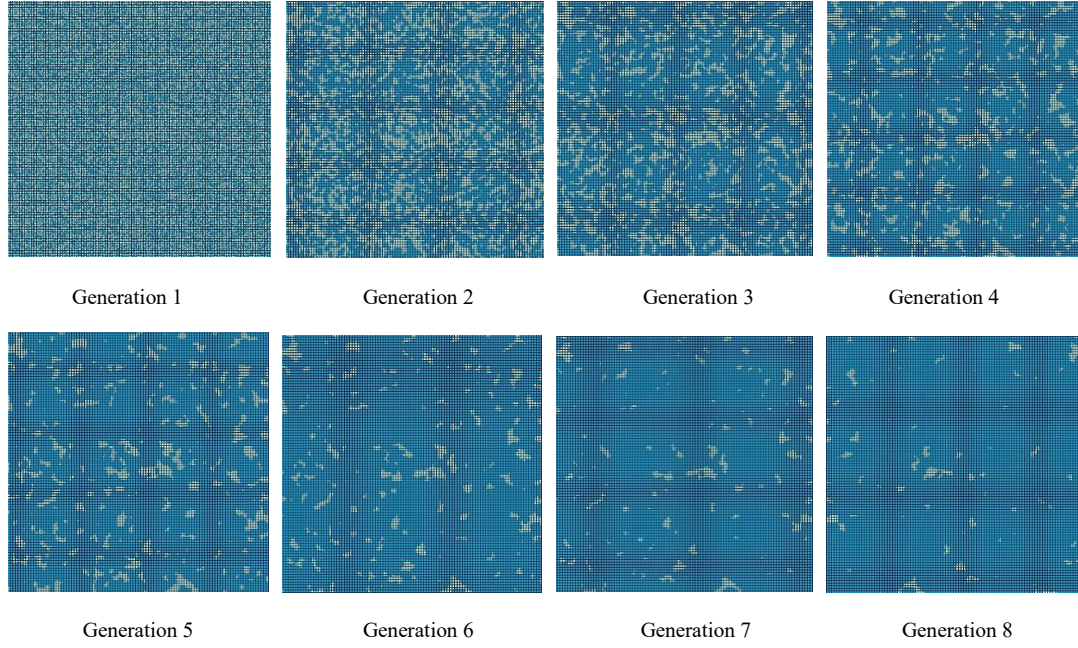 Generation 1
Generation 2
Generation 3
Generation 4
Generation 5
Generation 6
Generation 7
Generation 8